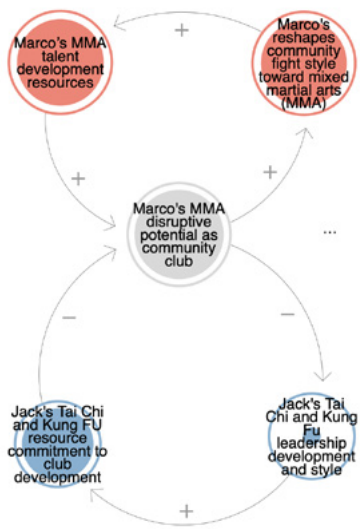 +
Marco's MMA
talent
development
resources
Marco's
reshapes
community
fight style
toward mixed
martial arts
(MMA)
+
+
Marco's MMA
disruptive
potential as
community
club
...
−
−
Jack's Tai Chi
and Kung FU
resource
commitment to
club
development
Jack's Tai
Chi and Kung
Fu
leadership
development
and style
+